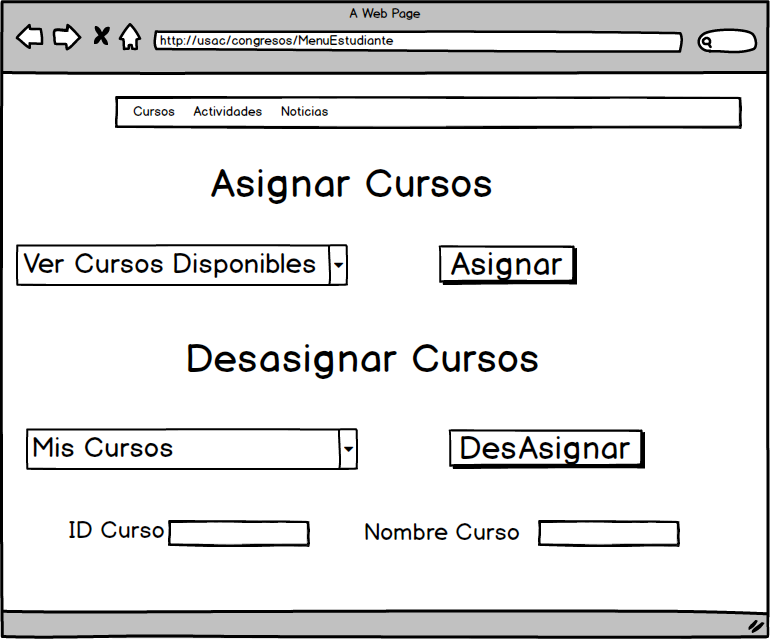 A Web Page
http://usac/congresos/MenuEstudiante
Cursos Actividades Noticias
Asignar Cursos
Ver Cursos Disponibles Asignar
Desasignar Cursos
Mis Cursos DesAsignar
ID Curso Nombre Curso